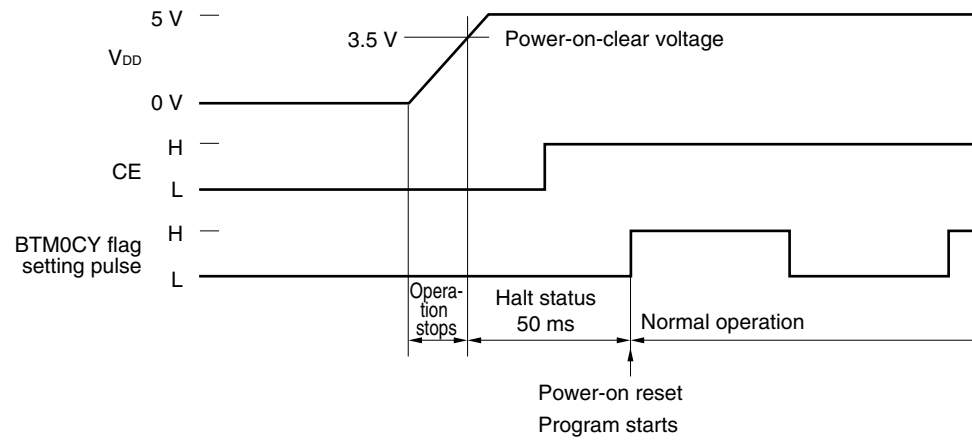 5 V
3.5 V
Power-on-clear voltage
VDD
0 V
H
CE
L
H
BTM0CY flag
setting pulse
L
Opera-
tion
stops
Halt status
50 ms
Normal operation
Power-on reset
Program starts